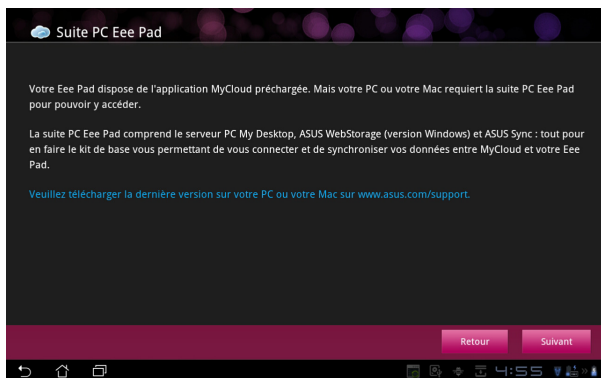 Suite PC Eee Pad
Votre Eee Pad dispose de l'application MyCloud préchargée. Mais votre PC ou votre Mac requiert la suite PC Eee Pad
pour pouvoir y accéder.
La suite PC Eee Pad comprend le serveur PC My Desktop, ASUS WebStorage (version Windows) et ASUS Sync : tout pour
en faire le kit de base vous permettant de vous connecter et de synchroniser vos données entre MyCloud et votre Eee
Pad.
Veuillez télécharger la dernière version sur votre PC ou votre Mac sur www.asus.com/support.
Retour Suivant
4:55